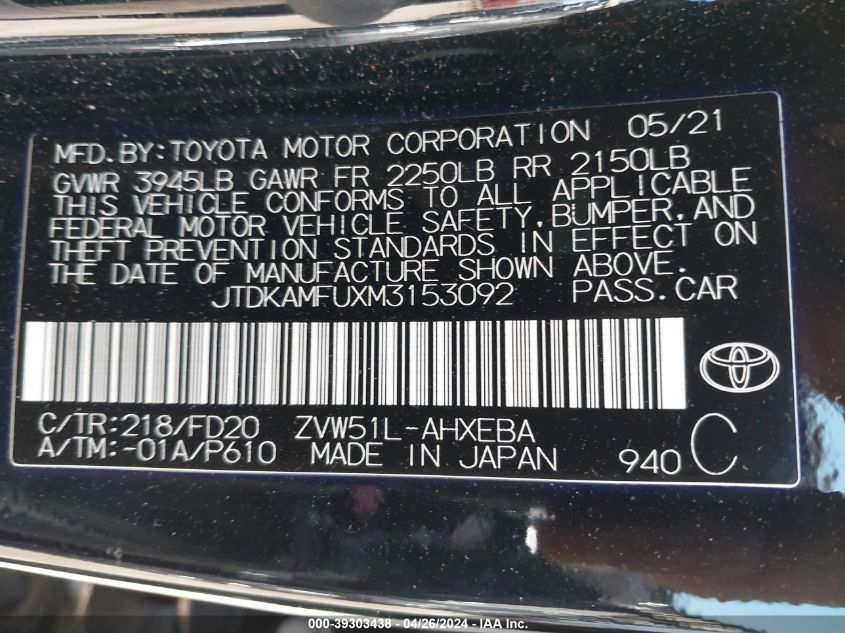 MFD.BY:TOYOTA MOTOR CORPORATION 05/21
GVWR 3945LB GAWR FR 2250LB RR 2150LB
THIS VEHICLE CONFORMS TO ALL APPLICABLE
FEDERAL MOTOR VEHICLE SAFETY,BUMPER,AND
THEFT PREVENTION STANDARDS IN EFFECT ON
THE DATE OF MANUFACTURE SHOWN ABOVE.
JTDKAMFUXM3153092 PASS.CAR
C/TR:218/FD20 ZVW51L-AHXEBA
A/TM:-01A/P610 MADE IN JAPAN 940 C
000-39303438 - 04/26/2024 - IAA Inc.